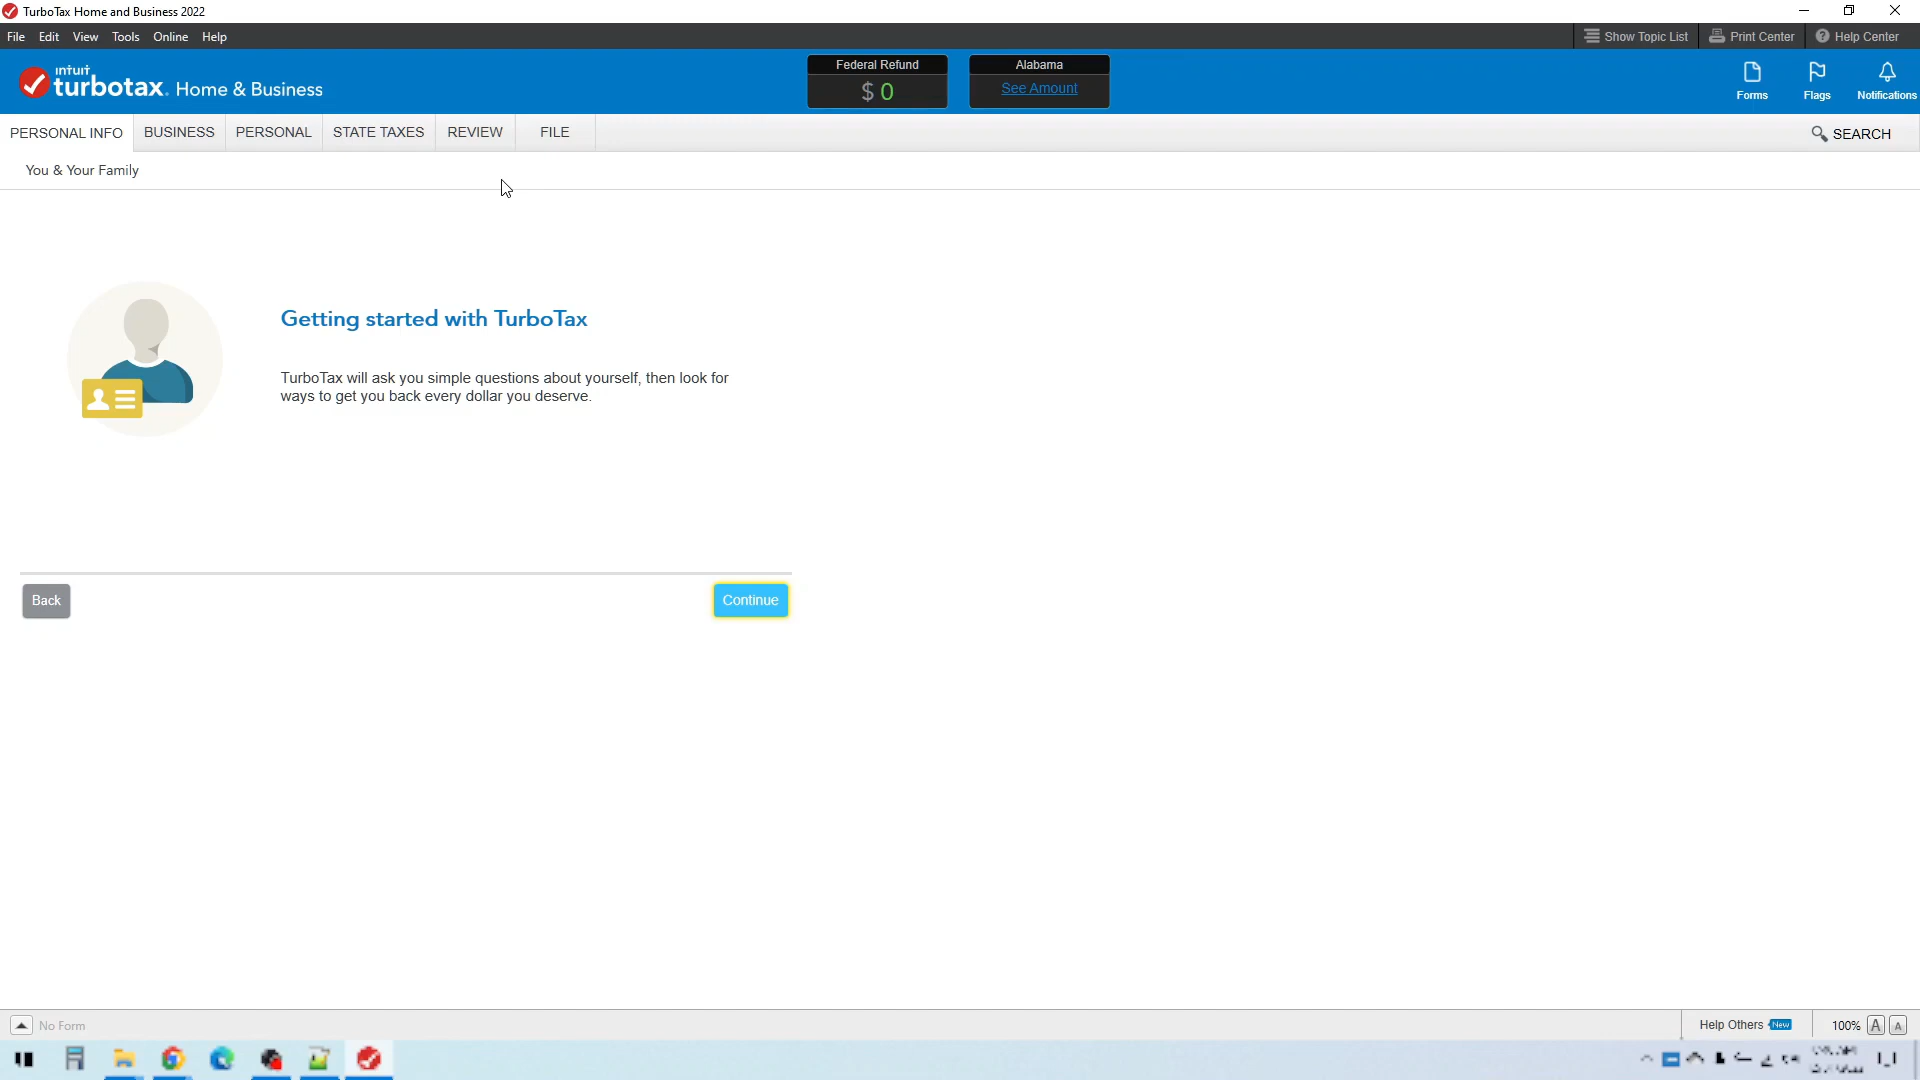 TurboTax Home and Business 2022
File Edit View Tools Online Help
Show Topic List Print Center Help Center
intuit turbotax. Home & Business
Federal Refund
$ 0
Alabama
See Amount
Forms Flags Notifications
PERSONAL INFO BUSINESS PERSONAL STATE TAXES REVIEW FILE
SEARCH
You & Your Family
Getting started with TurboTax
TurboTax will ask you simple questions about yourself, then look for
ways to get you back every dollar you deserve.
Back Continue
No Form
Help Others New
100% A A